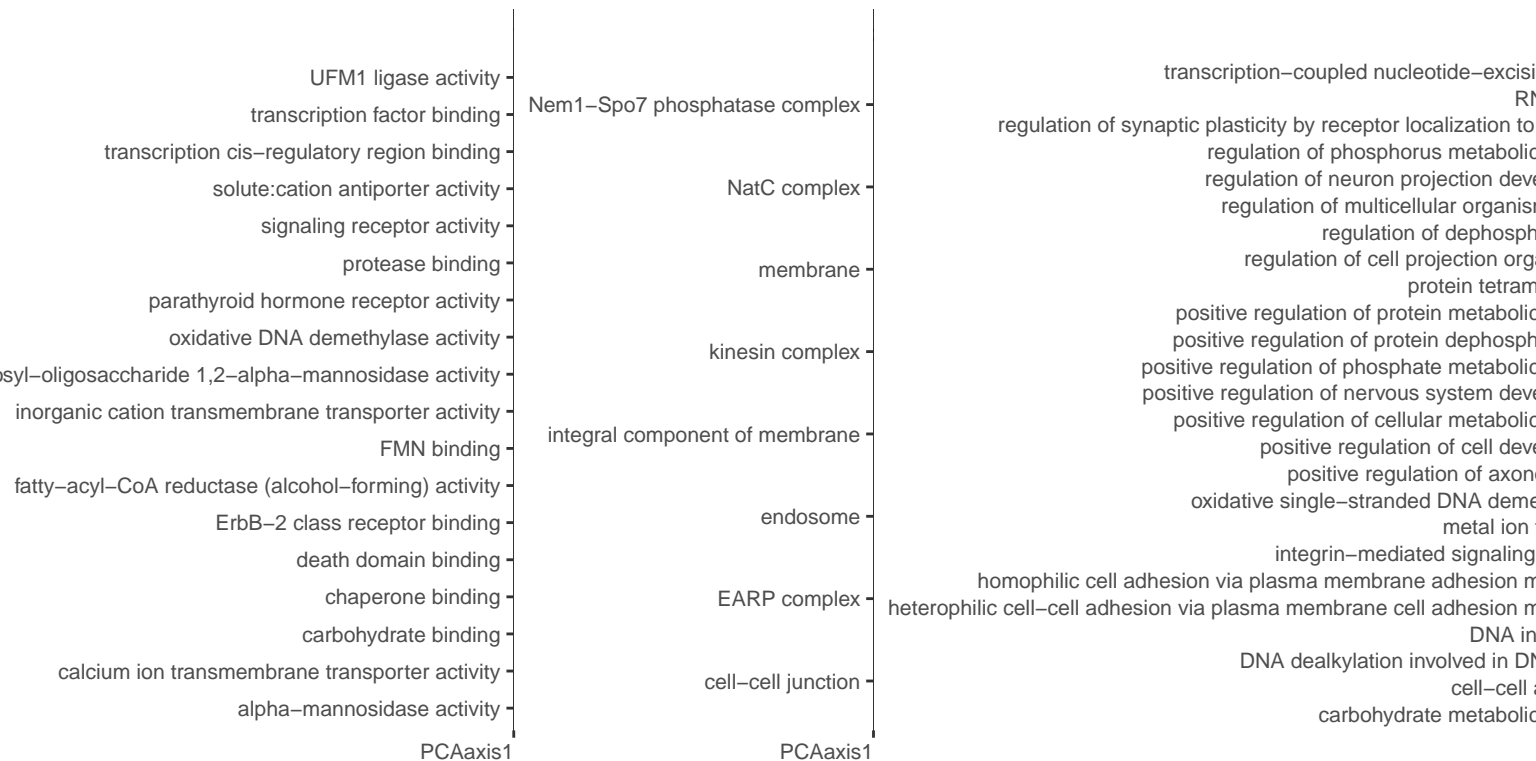 UFM1 ligase activity
transcription factor binding
transcription cis−regulatory region binding
solute:cation antiporter activity
signaling receptor activity
protease binding
parathyroid hormone receptor activity
oxidative DNA demethylase activity
osyl−oligosaccharide 1,2−alpha−mannosidase activity
inorganic cation transmembrane transporter activity
FMN binding
fatty−acyl−CoA reductase (alcohol−forming) activity
ErbB−2 class receptor binding
death domain binding
chaperone binding
carbohydrate binding
calcium ion transmembrane transporter activity
alpha−mannosidase activity
PCAaxis1
Nem1−Spo7 phosphatase complex
NatC complex
membrane
kinesin complex
integral component of membrane
endosome
EARP complex
cell−cell junction
PCAaxis1
transcription−coupled nucleotide−excisi
RN
regulation of synaptic plasticity by receptor localization to
regulation of phosphorus metabolic
regulation of neuron projection deve
regulation of multicellular organism
regulation of dephosph
regulation of cell projection orga
protein tetram
positive regulation of protein metabolic
positive regulation of protein dephosph
positive regulation of phosphate metabolic
positive regulation of nervous system deve
positive regulation of cellular metabolic
positive regulation of cell deve
positive regulation of axon
oxidative single−stranded DNA deme
metal ion
integrin−mediated signaling
homophilic cell adhesion via plasma membrane adhesion m
heterophilic cell−cell adhesion via plasma membrane cell adhesion m
DNA in
DNA dealkylation involved in DN
cell−cell a
carbohydrate metabolic